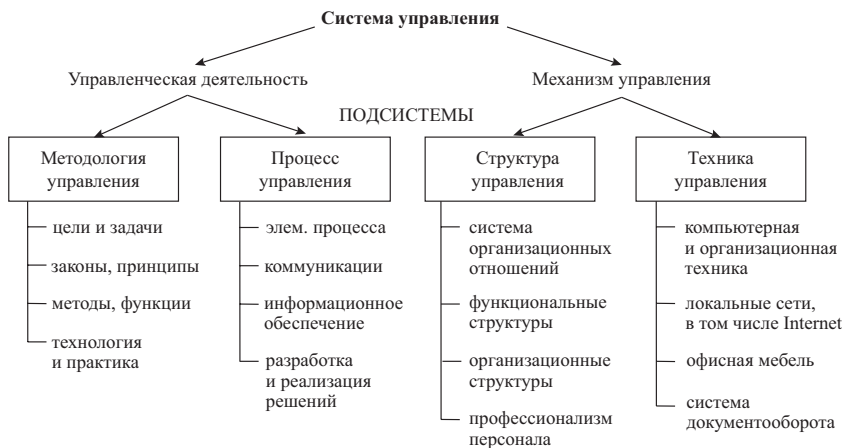 Система управления
Управленческая деятельность
Механизм управления
ПОДСИСТЕМЫ
Методология
управления
цели и задачи
законы, принципы
методы, функции
технология
и практика
Процесс
управления
элем. процесса
коммуникации
информационное
обеспечение
разработка
и реализация
решений
Структура
управления
система
организационных
отношений
функциональные
структуры
организационные
структуры
профессионализм
персонала
Техника
управления
компьютерная
и организационная
техника
локальные сети,
в том числе Internet
офисная мебель
система
документооборота